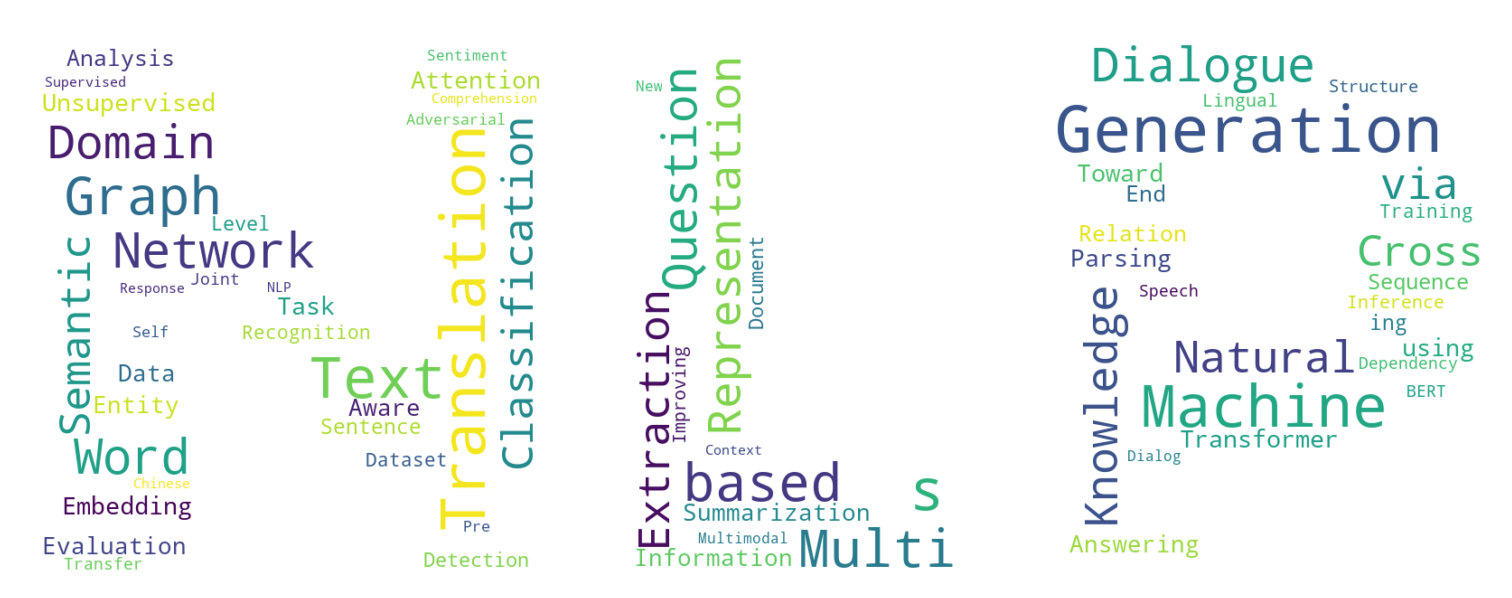 Analysis
Supervised
Unsupervised
Domain
Graph
Level
Network
Semantic
Joint
Response
NLP
Task
Self
Recognition
Data
Text
Entity
Aware
Sentence
Word
Dataset
Chinese
Embedding
Evaluation
Transfer
Sentiment
Attention
Comprehension
Adversarial
Translation
Classification
Pre
Detection
New
Question
Representation
Document
Extraction
Improving
Context
based
s
Summarization
Multimodal
Multi
Information
Dialogue
Structure
Lingual
Generation
Toward
End
via
Training
Relation
Cross
Parsing
Sequence
Speech
Inference
Knowledge
ing
Natural
using
Dependency
Machine
BERT
Transformer
Dialog
Answering